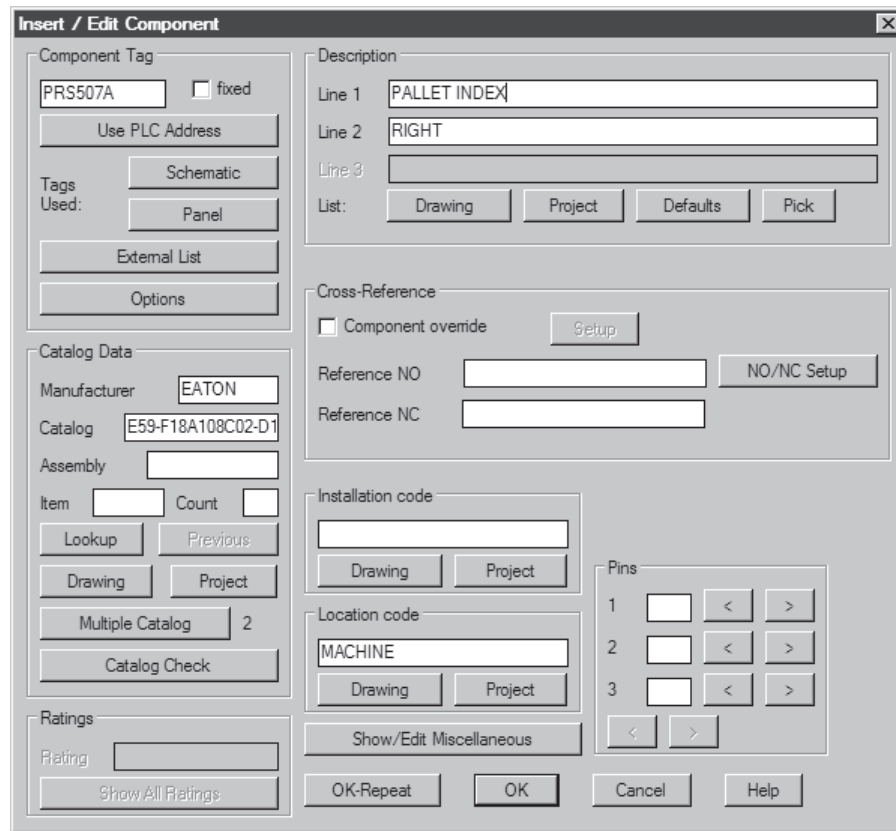 Insert / Edit Component
Component Tag
PRS507A
fixed
Use PLC Address
Tags
Used:
Schematic
Panel
External List
Options
Description
Line 1 PALLET INDEX
Line 2 RIGHT
Line 3
List: Drawing Project Defaults Pick
Cross-Reference
Component override Setup
Reference NO NO/NC Setup
Reference NC
Catalog Data
Manufacturer EATON
Catalog E59-F18A108C02-D1
Assembly
Item Count
Lookup Previous
Drawing Project
Multiple Catalog 2
Catalog Check
Ratings
Rating
Show All Ratings
Installation code
Drawing Project
Location code
MACHINE
Drawing Project
Show/Edit Miscellaneous
Pins
1 < >
2 < >
3 < >
< >
OK-Repeat OK Cancel Help